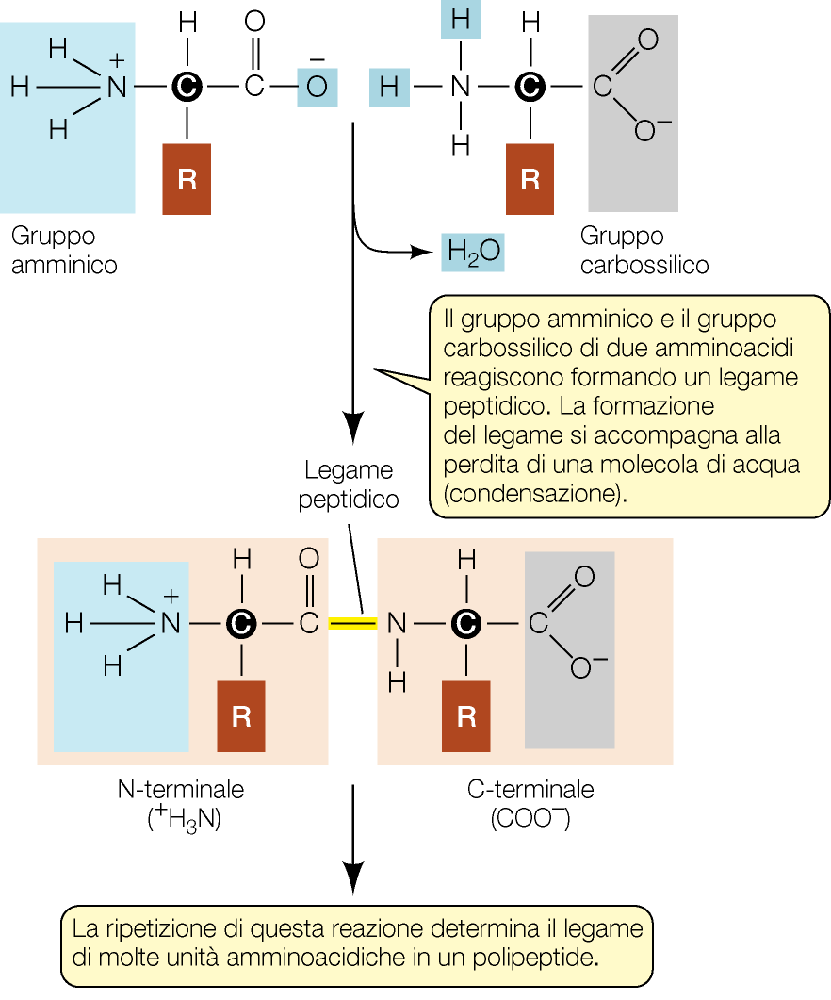 H H O
H H
H N + C C O − H N C C O
H H O−
R R
Gruppo
amminico
Gruppo
carbossilico
H2O
Il gruppo amminico e il gruppo
carbossilico di due amminoacidi
reagiscono formando un legame
peptidico. La formazione
del legame si accompagna alla
perdita di una molecola di acqua
(condensazione).
Legame
peptidico
H H O H O
H N + C C N C C
H H O−
R R
N-terminale
(+H3N)
C-terminale
(COO−)
La ripetizione di questa reazione determina il legame
di molte unità amminoacidiche in un polipeptide.